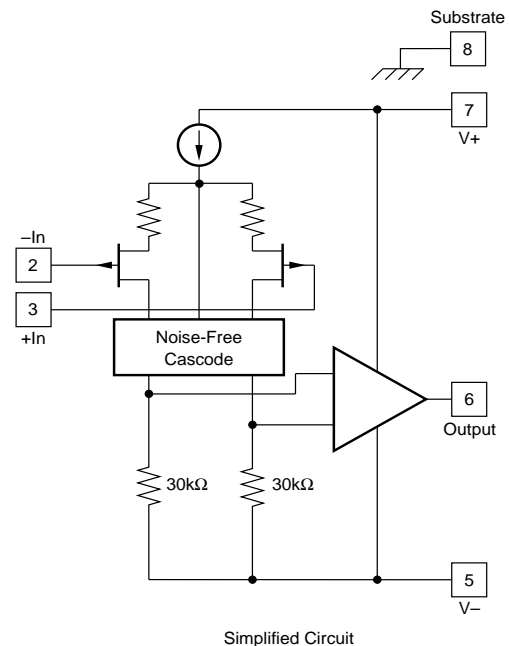 Substrate
8
7
V+
–In
2
3
+In
Noise-Free
Cascode
6
Output
30kΩ
30kΩ
5
V–
Simplified Circuit